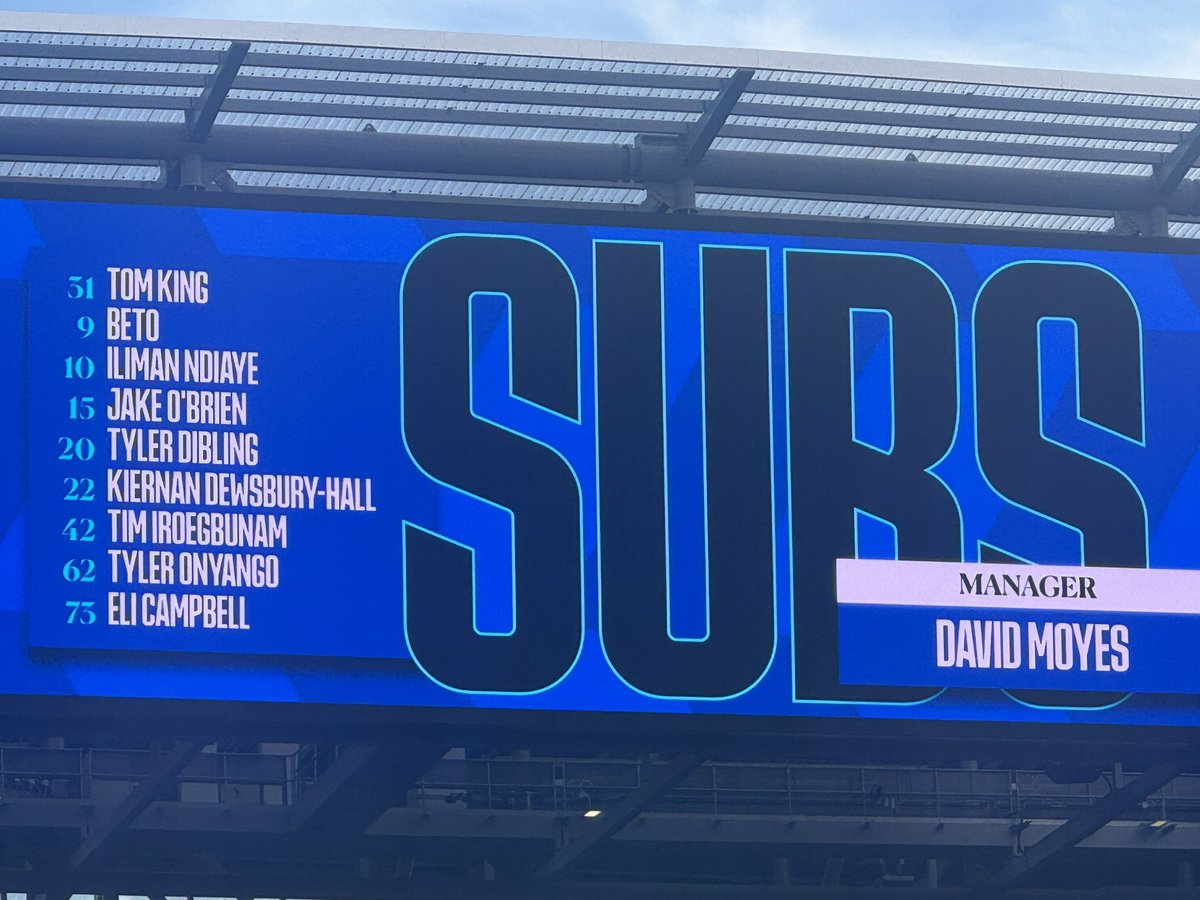 31 TOM KING
9 BETO
10 ILIMAN NDIAYE
15 JAKE O'BRIEN
20 TYLER DIBLING
22 KIERNAN DEWSBURY-HALL
42 TIM IROEGBUNAM
62 TYLER ONYANGO
73 ELI CAMPBELL
SUBS
MANAGER
DAVID MOYES